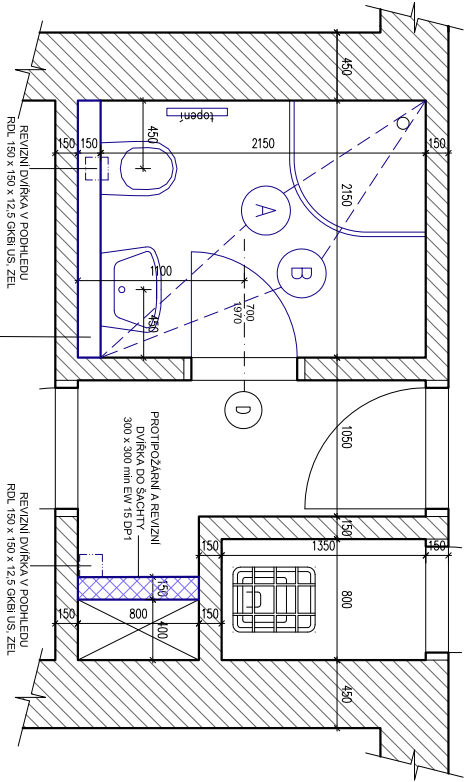 450
150
150
450
topení
2150
2150
150
A
B
REVIZNÍ DVÍŘKA V PODHLEDU
RDL 150 x 150 x 12,5 GKBi US, ZEL
1100
700
1970
450
D
1050
PROTIPOŽÁRNÍ A REVIZNÍ
DVÍŘKA DO ŠACHTY
300 x 300 min EW 15 DP1
REVIZNÍ DVÍŘKA V PODHLEDU
RDL 150 x 150 x 12,5 GKBi US, ZEL
150
150
1350
150
150
800
150
800
400
150
450